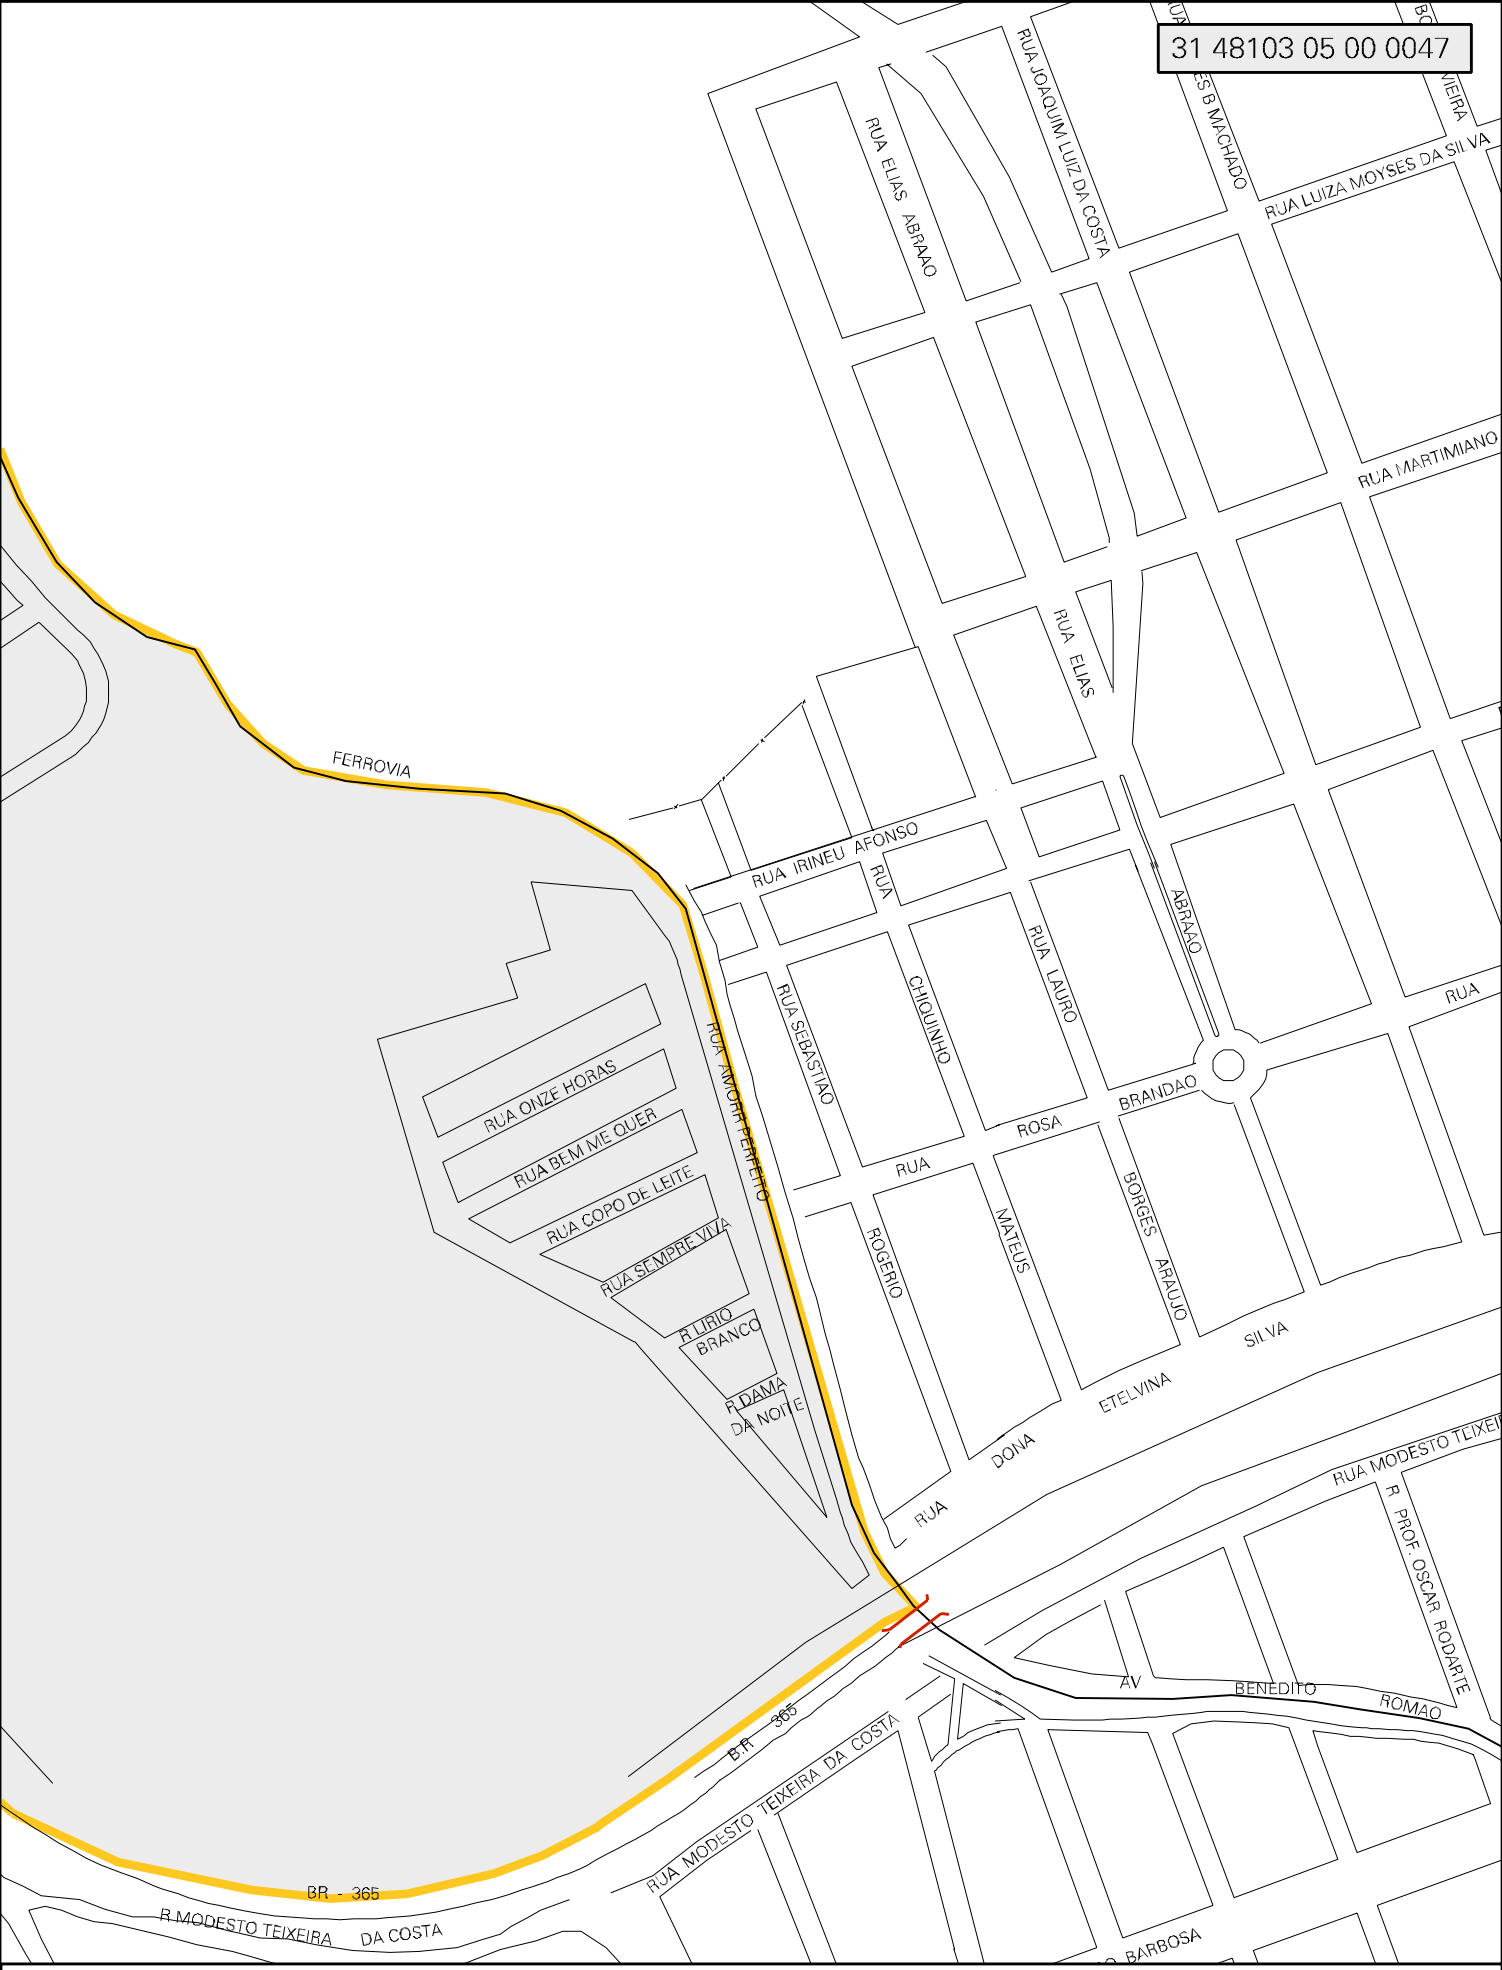 31 48103 05 00 0047
RUA JOAQUIM LUIZ DA COSTA
ES B MACHADO
VIEIRA
RUA LUIZA MOYSES DA SILVA
RUA ELIAS ABRAAO
RUA MARTIMIANO
RUA ELIAS
FERROVIA
RUA IRINEU AFONSO
RUA
ABRAAO
RUA LAURO
CHIQUINHO
RUA SEBASTIAO
RUA
RUA AMORR PERFEITO
RUA ONZE HORAS
BRANDAO
ROSA
RUA BEM ME QUER
RUA
RUA COPO DE LEITE
BORGES ARAUJO
MATEUS
ROGERIO
RUA SEMPRE VIVA
R LIRIO
BRANCO
SILVA
ETELVINA
R DAMA
DA NOITE
DONA
RUA
RUA MODESTO TEIXEI
R PROF. OSCAR RODARTE
AV
BENEDITO
ROMAO
B.R 365
RUA MODESTO TEIXEIRA DA COSTA
BR - 365
R MODESTO TEIXEIRA DA COSTA
BARBOSA